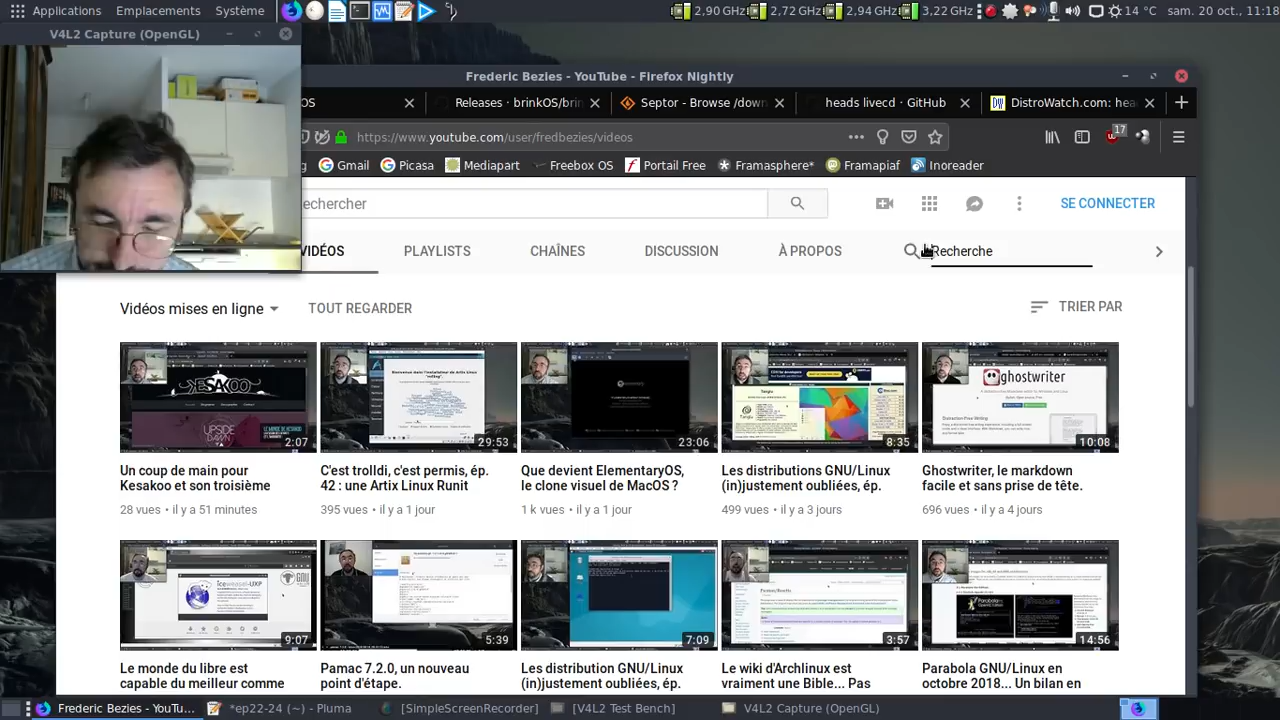 Applications Emplacements Système 2,90 GHz 2,72 GHz 2,94 GHz 3,22 GHz 14 °C sam. 20 oct., 11:18
V4L2 Capture (OpenGL)
Frederic Bezies - YouTube - Firefox Nightly
OS Releases · brinkOS/brin Septor - Browse /down heads livecd · GitHub DistroWatch.com: hea
https://www.youtube.com/user/fredbezies/videos 17
Gmail Picasa Mediapart Freebox OS Portail Free Framasphère* Framapiaf Inoreader
echercher SE CONNECTER
VIDÉOS PLAYLISTS CHAÎNES DISCUSSION À PROPOS Recherche
Vidéos mises en ligne TOUT REGARDER TRIER PAR
KESAKOO
ghostwriter
2:07 29:53 23:06 8:35 10:08
Un coup de main pour
Kesakoo et son troisième
28 vues • il y a 51 minutes
C'est trolldi, c'est permis, ép.
42 : une Artix Linux Runit
395 vues • il y a 1 jour
Que devient ElementaryOS,
le clone visuel de MacOS ?
1 k vues • il y a 1 jour
Les distributions GNU/Linux
(in)justement oubliées, ép.
499 vues • il y a 3 jours
Ghostwriter, le markdown
facile et sans prise de tête.
696 vues • il y a 4 jours
iceweasel-UXP
9:07 5:39 7:09 3:57 14:56
Le monde du libre est
capable du meilleur comme
Pamac 7.2.0, un nouveau
point d'étape.
Les distribution GNU/Linux
(in)justement oubliées, ép.
Le wiki d'Archlinux est
vraiment une Bible... Pas
Parabola GNU/Linux en
octobre 2018... Un bilan en
Frederic Bezies - YouTu... *ep22-24 (~) - Pluma [SimpleScreenRecorder] [V4L2 Test Bench] V4L2 Capture (OpenGL)